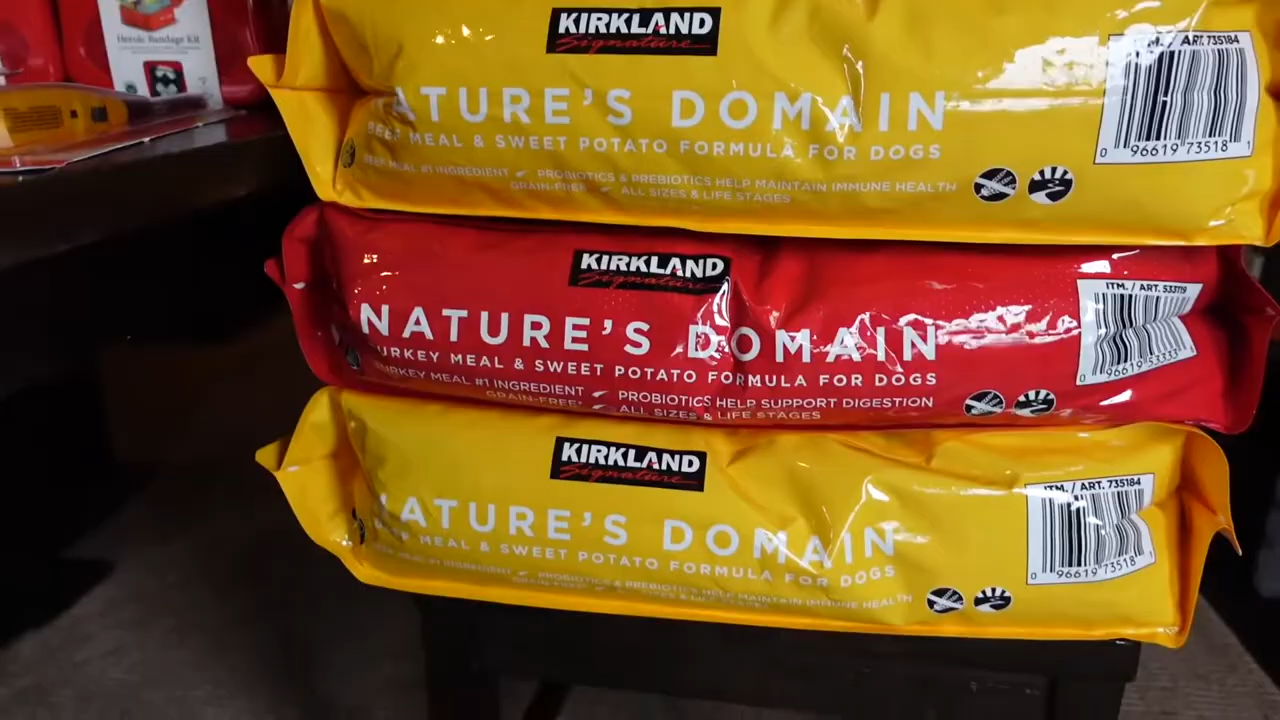 Heroic Bandage Kit
KIRKLAND
Signature
ITM. / ART. 735184
NATURE'S DOMAIN
BEEF MEAL & SWEET POTATO FORMULA FOR DOGS
BEEF MEAL #1 INGREDIENT ✓ PROBIOTICS & PREBIOTICS HELP MAINTAIN IMMUNE HEALTH
GRAIN-FREE* ✓ ALL SIZES & LIFE STAGES
0 96619 73518 1
KIRKLAND
Signature
ITM. / ART. 533719
NATURE'S DOMAIN
TURKEY MEAL & SWEET POTATO FORMULA FOR DOGS
TURKEY MEAL #1 INGREDIENT ✓ PROBIOTICS HELP SUPPORT DIGESTION
GRAIN-FREE* ✓ ALL SIZES & LIFE STAGES
0 96619 53333
KIRKLAND
Signature
ITM. / ART. 735184
NATURE'S DOMAIN
BEEF MEAL & SWEET POTATO FORMULA FOR DOGS
INGREDIENT ✓ PROBIOTICS & PREBIOTICS HELP MAINTAIN IMMUNE HEALTH
0 96619 73518 1